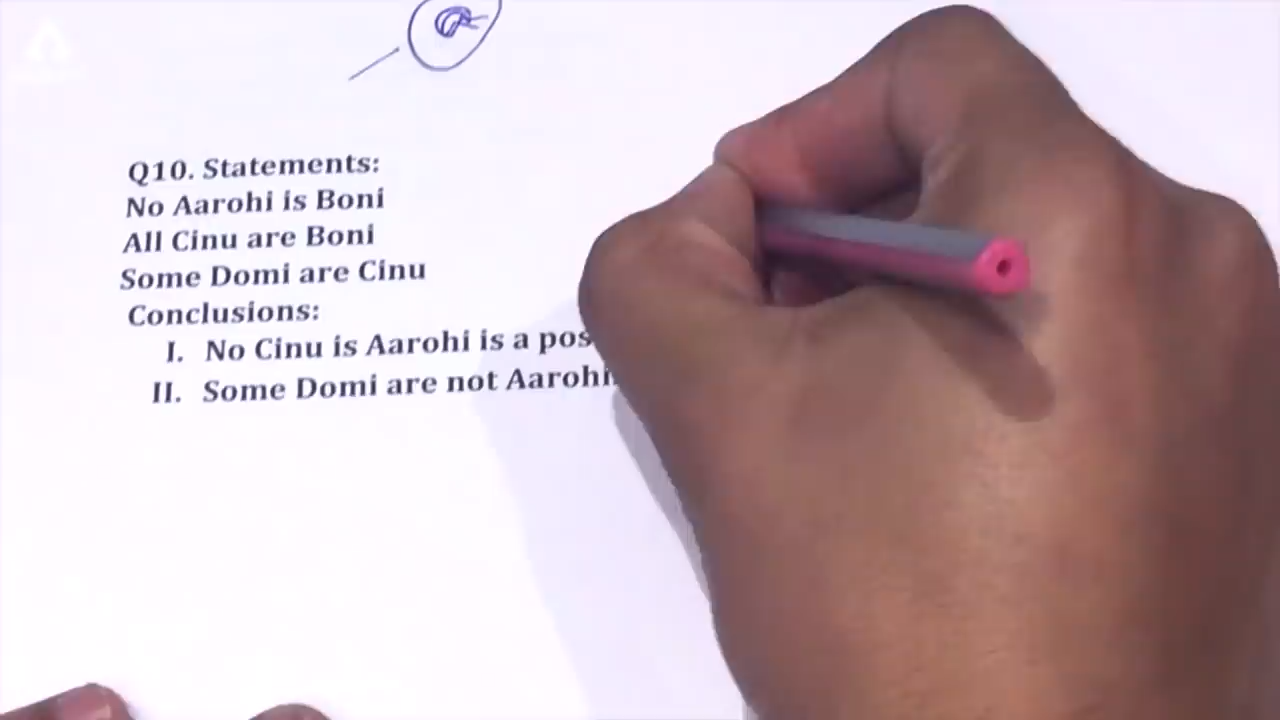 Q10. Statements:
No Aarohi is Boni
All Cinu are Boni
Some Domi are Cinu
Conclusions:
I. No Cinu is Aarohi is a pos
II. Some Domi are not Aarohi